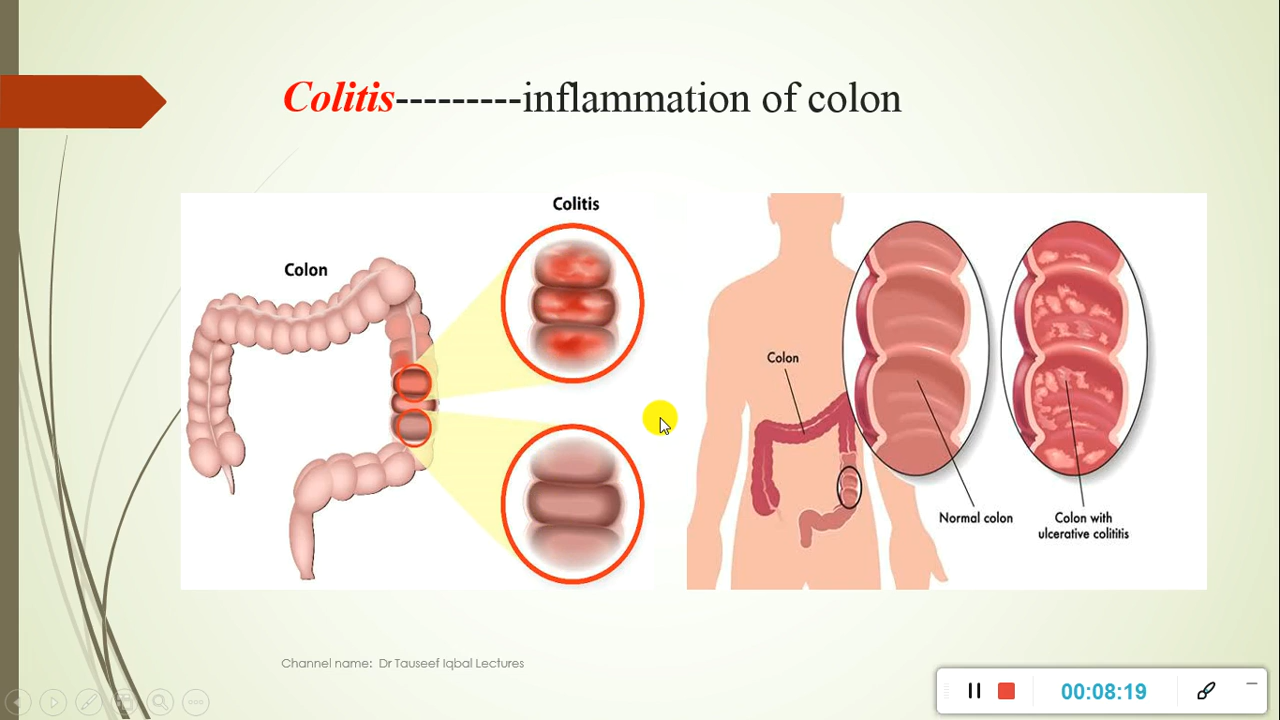 Colitis---------inflammation of colon
Colitis
Colon
Colon
Normal colon
Colon with
ulcerative colititis
Channel name: Dr Tauseef Iqbal Lectures
00:08:19